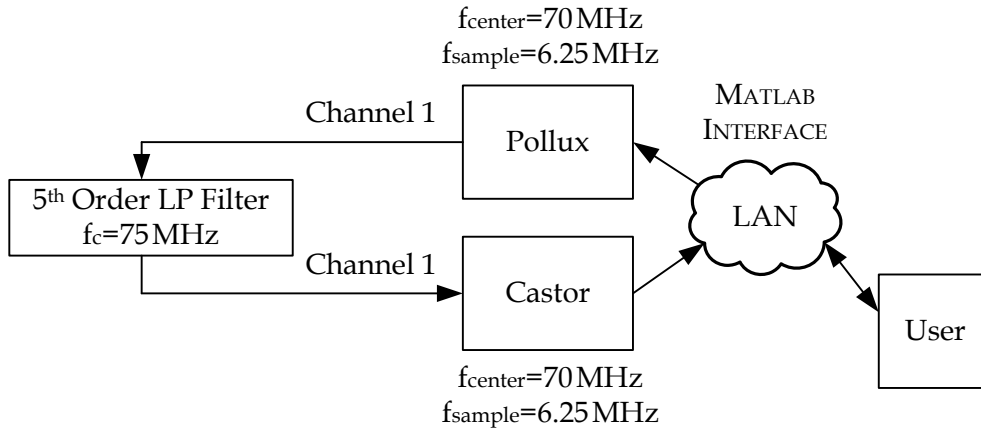 fcenter=70 MHz
fsample=6.25 MHz
Channel 1
Pollux
MATLAB
INTERFACE
5th Order LP Filter
fc=75 MHz
LAN
Channel 1
Castor
User
fcenter=70 MHz
fsample=6.25 MHz